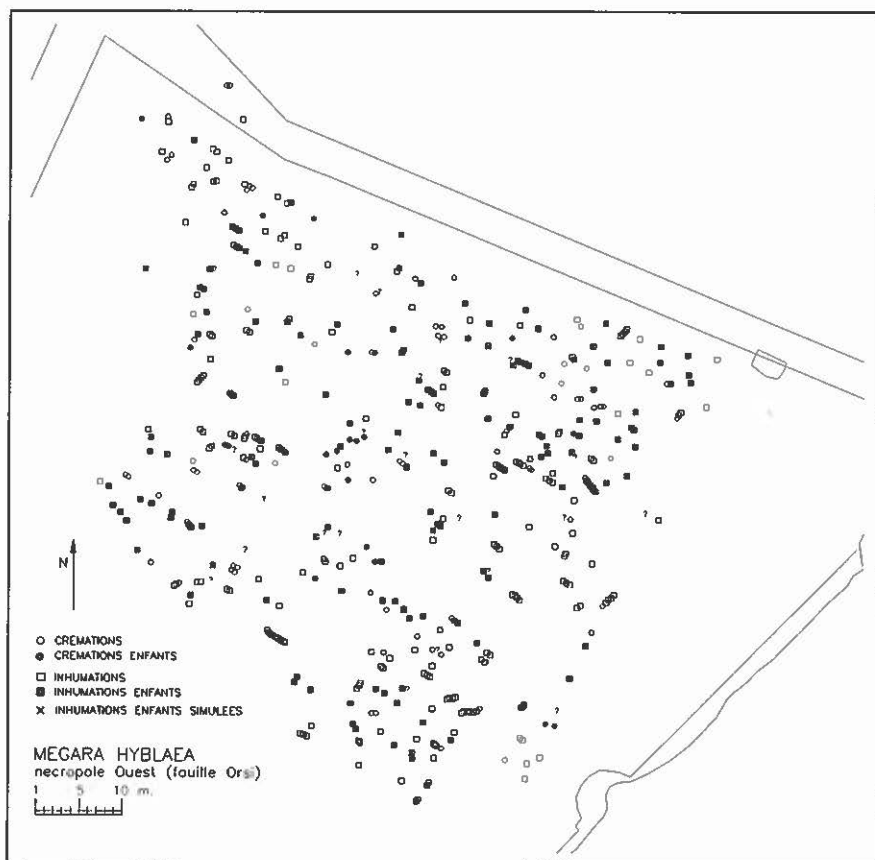 N
CREMATIONS
CREMATIONS ENFANTS
INHUMATIONS
INHUMATIONS ENFANTS
INHUMATIONS ENFANTS SIMULEES
MEGARA HYBLAEA
necropole Ouest (fouille Orsi)
1 5 10 m.